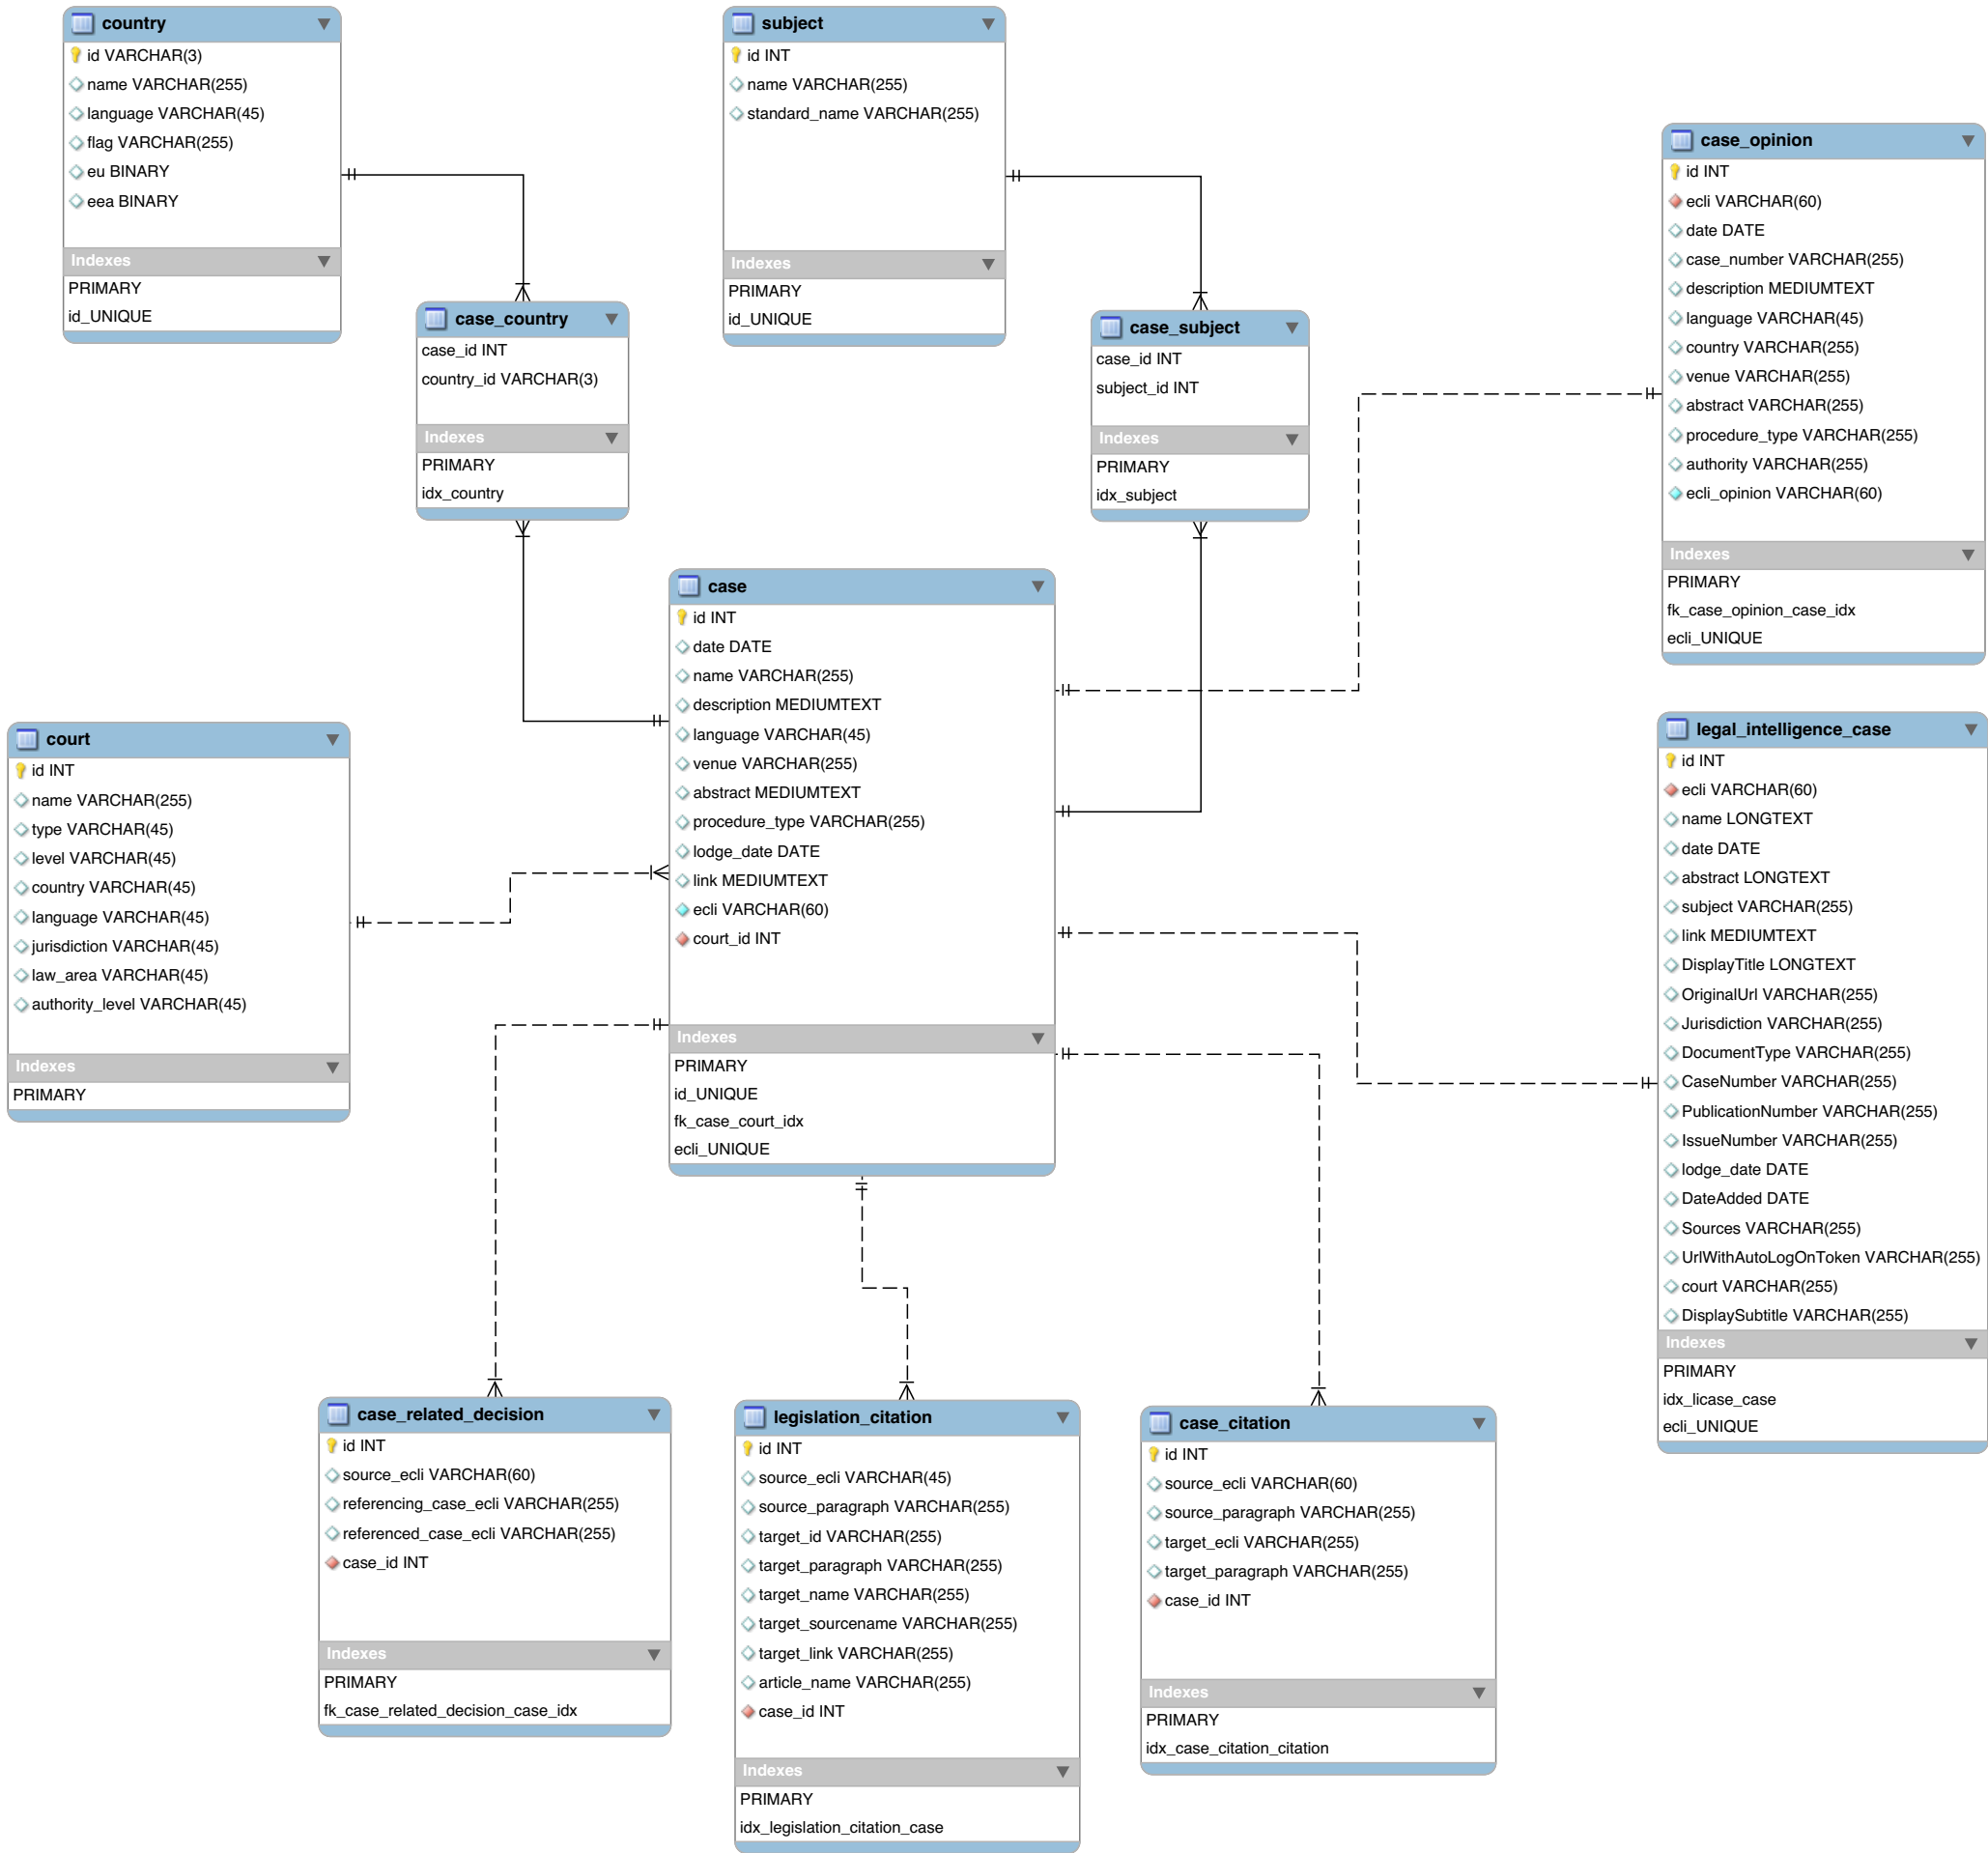 country
id VARCHAR(3)
name VARCHAR(255)
language VARCHAR(45)
flag VARCHAR(255)
eu BINARY
eea BINARY
Indexes
PRIMARY
id_UNIQUE
subject
id INT
name VARCHAR(255)
standard_name VARCHAR(255)
Indexes
PRIMARY
id_UNIQUE
case_opinion
id INT
ecli VARCHAR(60)
date DATE
case_number VARCHAR(255)
description MEDIUMTEXT
language VARCHAR(45)
country VARCHAR(255)
venue VARCHAR(255)
abstract VARCHAR(255)
procedure_type VARCHAR(255)
authority VARCHAR(255)
ecli_opinion VARCHAR(60)
Indexes
PRIMARY
fk_case_opinion_case_idx
ecli_UNIQUE
case_country
case_id INT
country_id VARCHAR(3)
Indexes
PRIMARY
idx_country
case_subject
case_id INT
subject_id INT
Indexes
PRIMARY
idx_subject
case
id INT
date DATE
name VARCHAR(255)
description MEDIUMTEXT
language VARCHAR(45)
venue VARCHAR(255)
abstract MEDIUMTEXT
procedure_type VARCHAR(255)
lodge_date DATE
link MEDIUMTEXT
ecli VARCHAR(60)
court_id INT
Indexes
PRIMARY
id_UNIQUE
fk_case_court_idx
ecli_UNIQUE
court
id INT
name VARCHAR(255)
type VARCHAR(45)
level VARCHAR(45)
country VARCHAR(45)
language VARCHAR(45)
jurisdiction VARCHAR(45)
law_area VARCHAR(45)
authority_level VARCHAR(45)
Indexes
PRIMARY
legal_intelligence_case
id INT
ecli VARCHAR(60)
name LONGTEXT
date DATE
abstract LONGTEXT
subject VARCHAR(255)
link MEDIUMTEXT
DisplayTitle LONGTEXT
OriginalUrl VARCHAR(255)
Jurisdiction VARCHAR(255)
DocumentType VARCHAR(255)
CaseNumber VARCHAR(255)
PublicationNumber VARCHAR(255)
IssueNumber VARCHAR(255)
lodge_date DATE
DateAdded DATE
Sources VARCHAR(255)
UrlWithAutoLogOnToken VARCHAR(255)
court VARCHAR(255)
DisplaySubtitle VARCHAR(255)
Indexes
PRIMARY
idx_licase_case
ecli_UNIQUE
case_related_decision
id INT
source_ecli VARCHAR(60)
referencing_case_ecli VARCHAR(255)
referenced_case_ecli VARCHAR(255)
case_id INT
Indexes
PRIMARY
fk_case_related_decision_case_idx
legislation_citation
id INT
source_ecli VARCHAR(45)
source_paragraph VARCHAR(255)
target_id VARCHAR(255)
target_paragraph VARCHAR(255)
target_name VARCHAR(255)
target_sourcename VARCHAR(255)
target_link VARCHAR(255)
article_name VARCHAR(255)
case_id INT
Indexes
PRIMARY
idx_legislation_citation_case
case_citation
id INT
source_ecli VARCHAR(60)
source_paragraph VARCHAR(255)
target_ecli VARCHAR(255)
target_paragraph VARCHAR(255)
case_id INT
Indexes
PRIMARY
idx_case_citation_citation